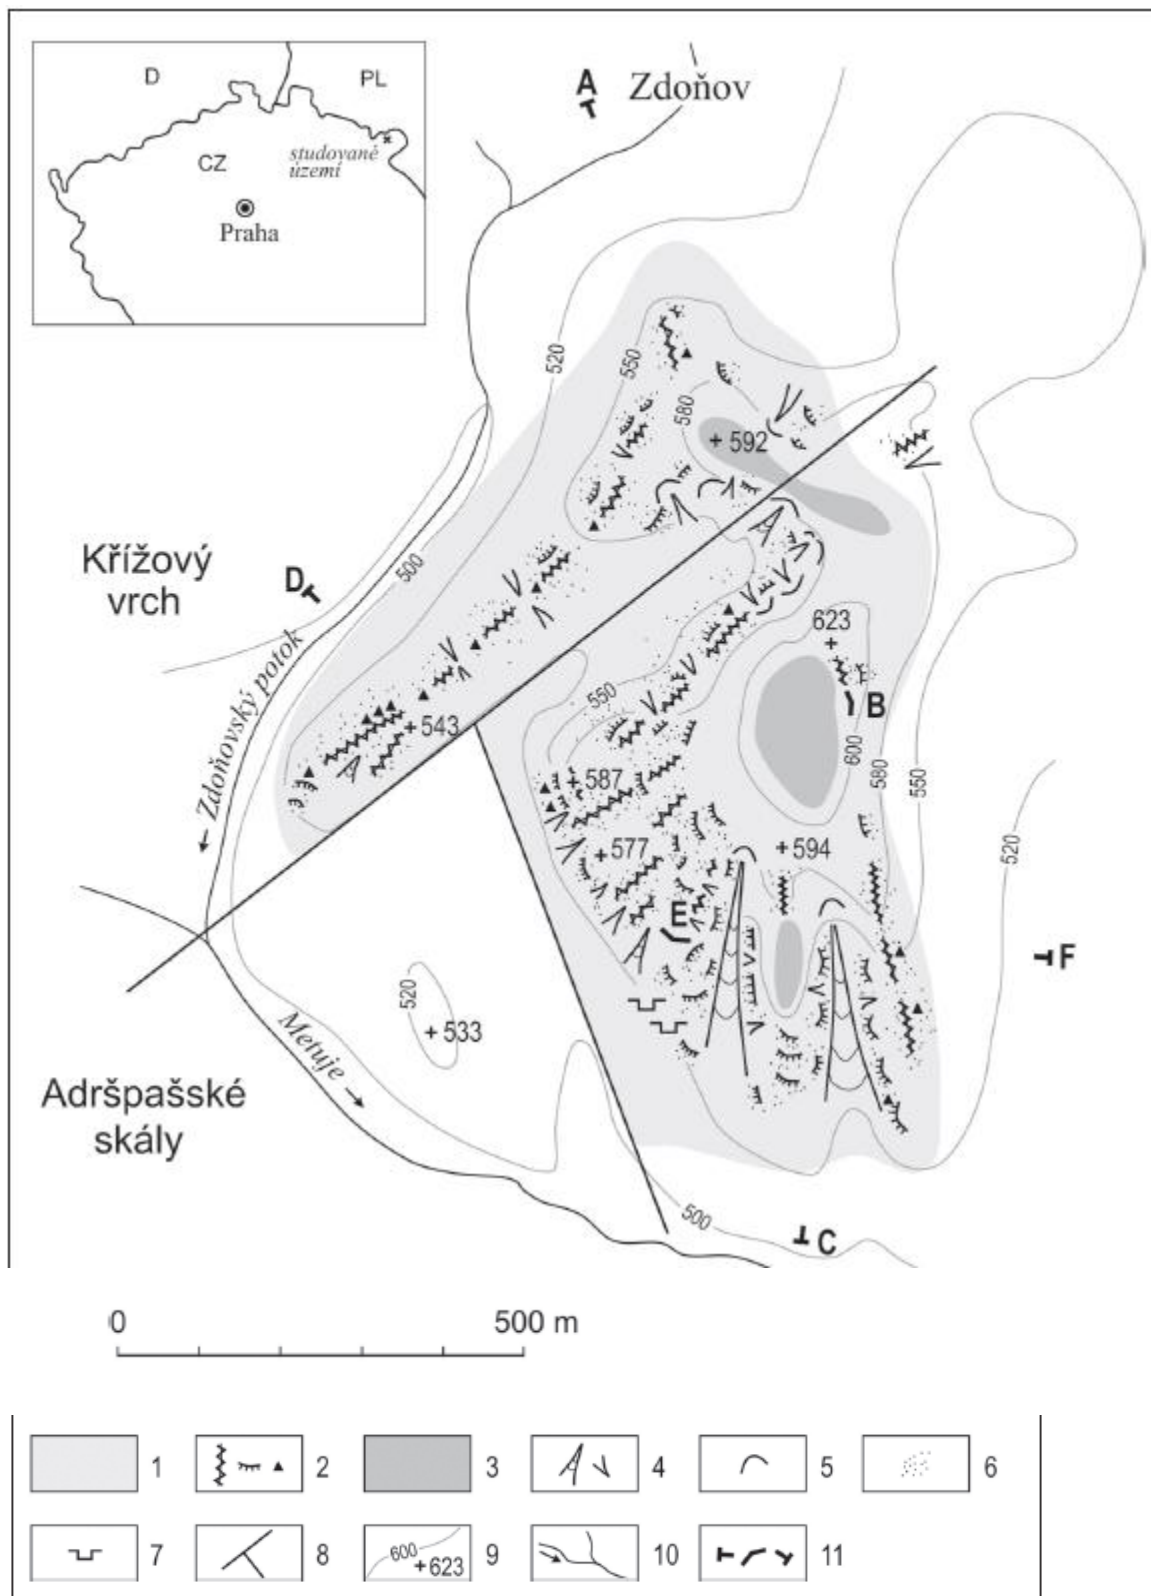 D
PL
CZ
studované
území
Praha
A
Zdoňov
520
550
580
+ 592
500
Křížový
vrch
D
Zdoňovský potok
623
+
B
550
600
580
550
+ 543
+ 587
+ 577
+ 594
520
E
F
520
+ 533
Metuje
Adršpašské
skály
500
C
0
500 m
1
2
3
4
5
6
7
8
600
+ 623
9
10
11